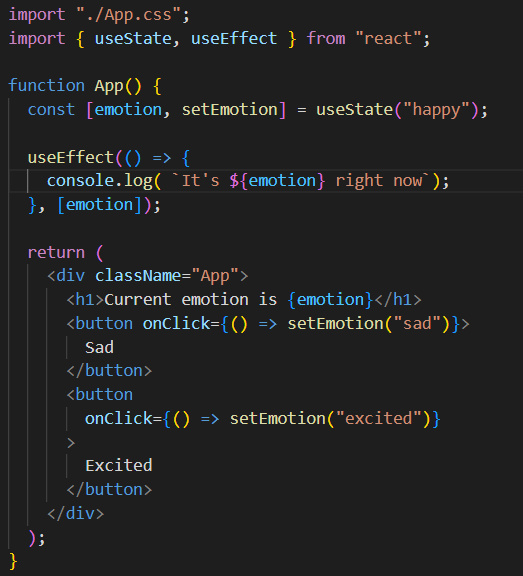 import "./App.css";
import { useState, useEffect } from "react";

function App() {
  const [emotion, setEmotion] = useState("happy");

  useEffect(() => {
    console.log( `It's ${emotion} right now`);
  }, [emotion]);

  return (
    <div className="App">
      <h1>Current emotion is {emotion}</h1>
      <button onClick={() => setEmotion("sad")}>
        Sad
      </button>
      <button
        onClick={() => setEmotion("excited")}
      >
        Excited
      </button>
    </div>
  );
}